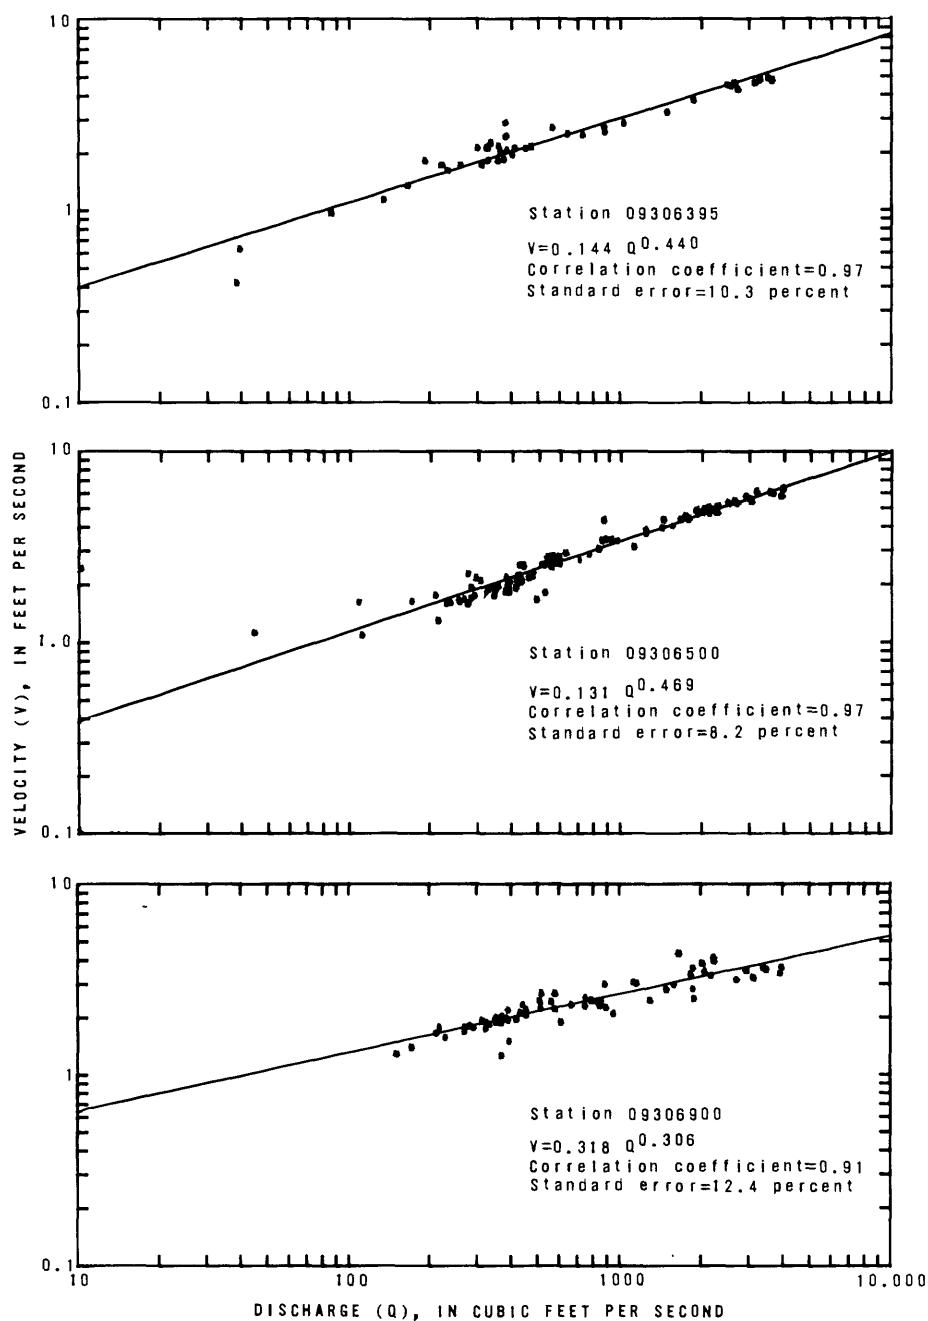 10
1
0.1
Station 09306395
V=0.144 Q0.440
Correlation coefficient=0.97
Standard error=10.3 percent
10
1.0
0.1
Station 09306500
V=0.131 Q0.469
Correlation coefficient=0.97
Standard error=8.2 percent
VELOCITY (V), IN FEET PER SECOND
10
1
0.1
Station 09306900
V=0.318 Q0.306
Correlation coefficient=0.91
Standard error=12.4 percent
10 100 1000 10.000
DISCHARGE (Q), IN CUBIC FEET PER SECOND